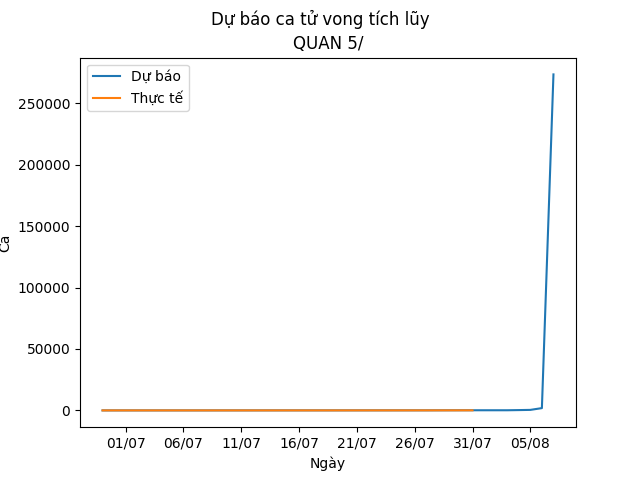 Dự báo ca tử vong tích lũy
QUAN 5/
Dự báo
Thực tế
250000
200000
150000
100000
50000
0
Ca
01/07 06/07 11/07 16/07 21/07 26/07 31/07 05/08
Ngày